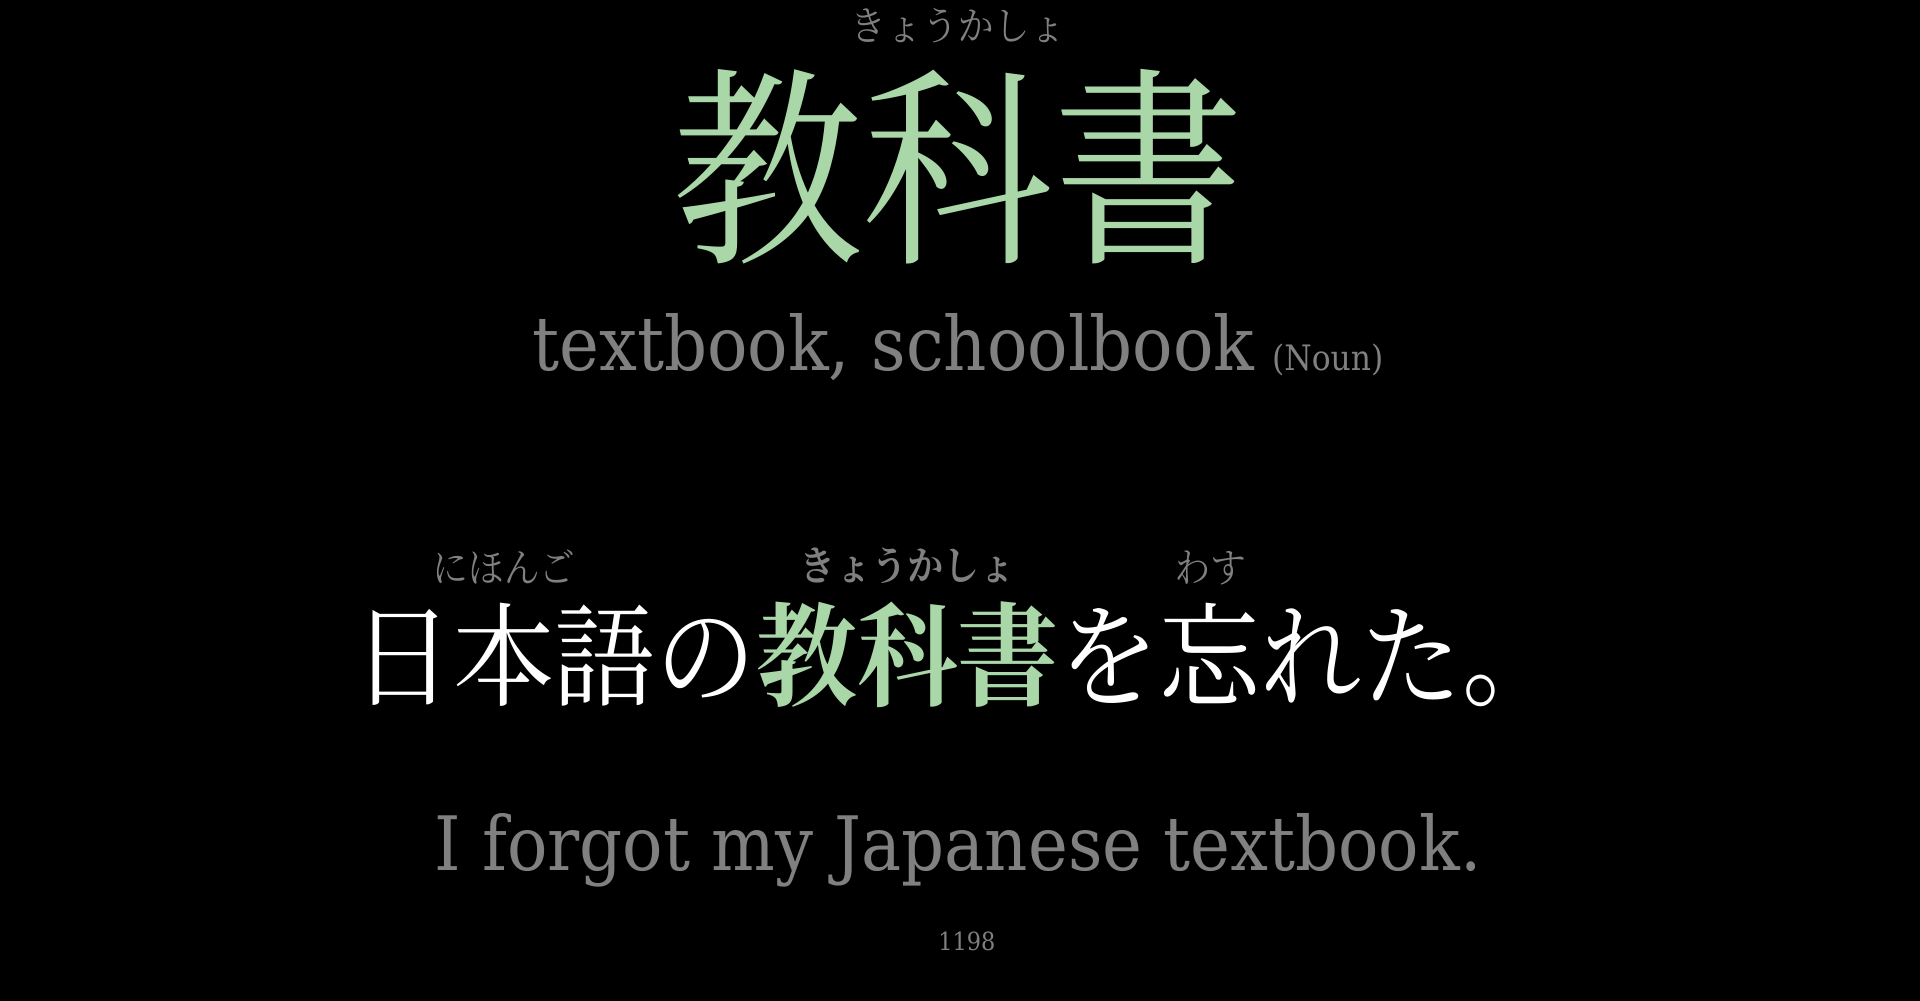 きょうかしょ
教科書
textbook, schoolbook (Noun)
にほんご きょうかしょ わす
日本語の教科書を忘れた。
I forgot my Japanese textbook.
1198